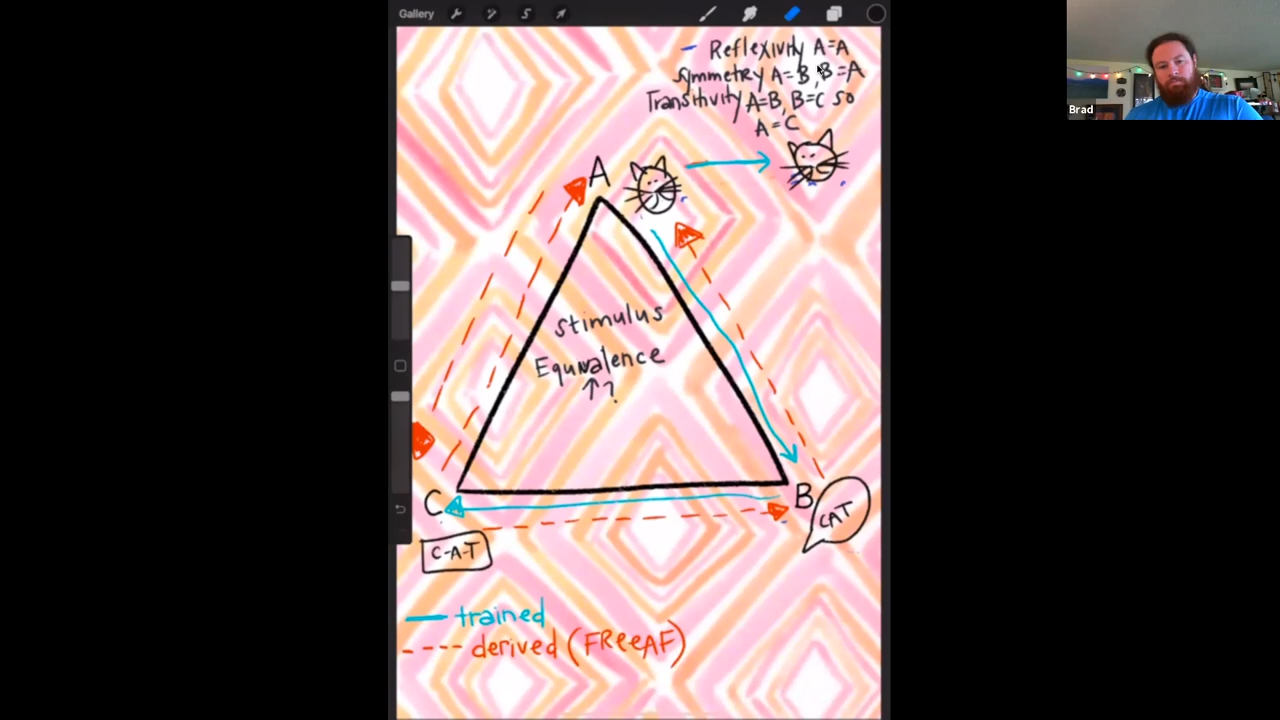 Gallery
Brad
- Reflexivity A=A
Symmetry A=B, B=A
Transitivity A=B, B=C so
A=C
A
Stimulus
Equivalence
↑?
C
B
CAT
C-A-T
— trained
---- derived (FReeAF)